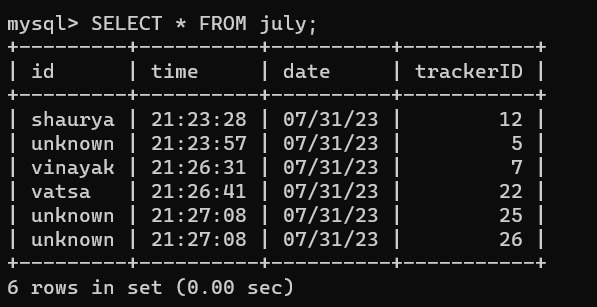 mysql> SELECT * FROM july;
+---------+----------+----------+-----------+
| id      | time     | date     | trackerID |
+---------+----------+----------+-----------+
| shaurya | 21:23:28 | 07/31/23 |        12 |
| unknown | 21:23:57 | 07/31/23 |         5 |
| vinayak | 21:26:31 | 07/31/23 |         7 |
| vatsa   | 21:26:41 | 07/31/23 |        22 |
| unknown | 21:27:08 | 07/31/23 |        25 |
| unknown | 21:27:08 | 07/31/23 |        26 |
+---------+----------+----------+-----------+
6 rows in set (0.00 sec)